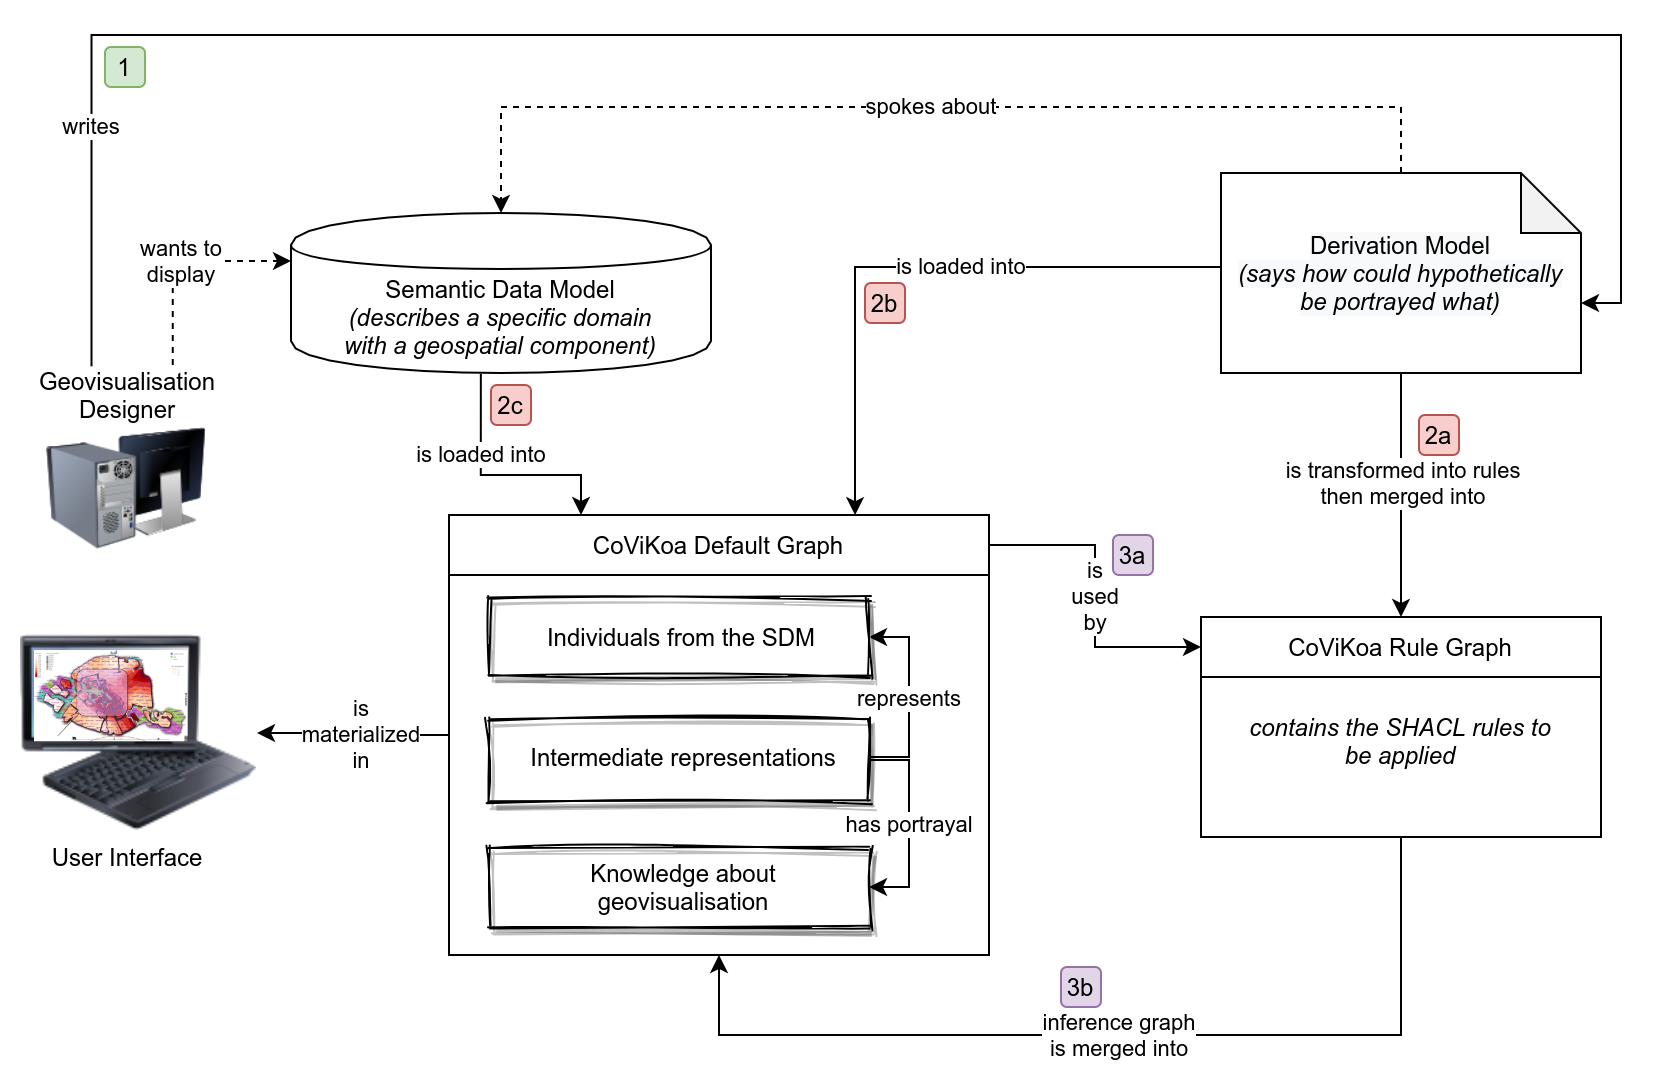 1
writes
spokes about
wants to
display
Semantic Data Model
(describes a specific domain
with a geospatial component)
is loaded into
2b
Derivation Model
(says how could hypothetically
be portrayed what)
Geovisualisation
Designer
2c
is loaded into
2a
is transformed into rules
then merged into
CoViKoa Default Graph
3a
is
used
by
Individuals from the SDM
represents
Intermediate representations
has portrayal
Knowledge about
geovisualisation
CoViKoa Rule Graph
contains the SHACL rules to
be applied
is
materialized
in
User Interface
3b
inference graph
is merged into